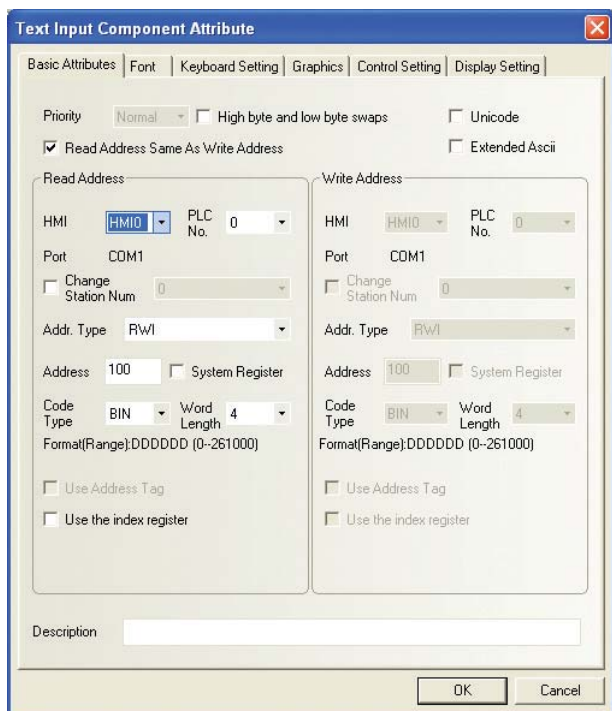 Text Input Component Attribute
Basic Attributes Font Keyboard Setting Graphics Control Setting Display Setting
Priority Normal High byte and low byte swaps Unicode
Read Address Same As Write Address Extended Ascii
Read Address Write Address
HMI HMI0 PLC No. 0 HMI HMI0 PLC No. 0
Port COM1 Port COM1
Change Station Num 0 Change Station Num 0
Addr. Type RWI Addr. Type RWI
Address 100 System Register Address 100 System Register
Code Type BIN Word Length 4 Code Type BIN Word Length 4
Format(Range):DDDDDD (0--261000) Format(Range):DDDDDD (0--261000)
Use Address Tag Use Address Tag
Use the index register Use the index register
Description
OK Cancel